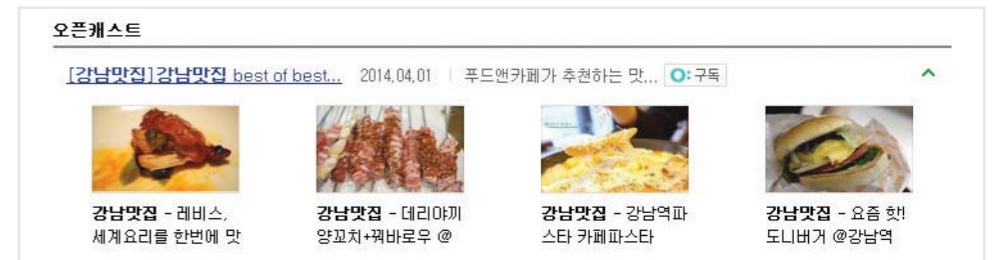 오픈캐스트
[강남맛집]강남맛집 best of best... 2014.04.01 | 푸드앤카페가 추천하는 맛... 구독
강남맛집 - 레비스, 강남맛집 - 데리야끼 강남맛집 - 강남역파 강남맛집 - 요즘 핫!
세계요리를 한번에 맛 양꼬치+꿔바로우 @ 스타 카페파스타 도니버거 @강남역